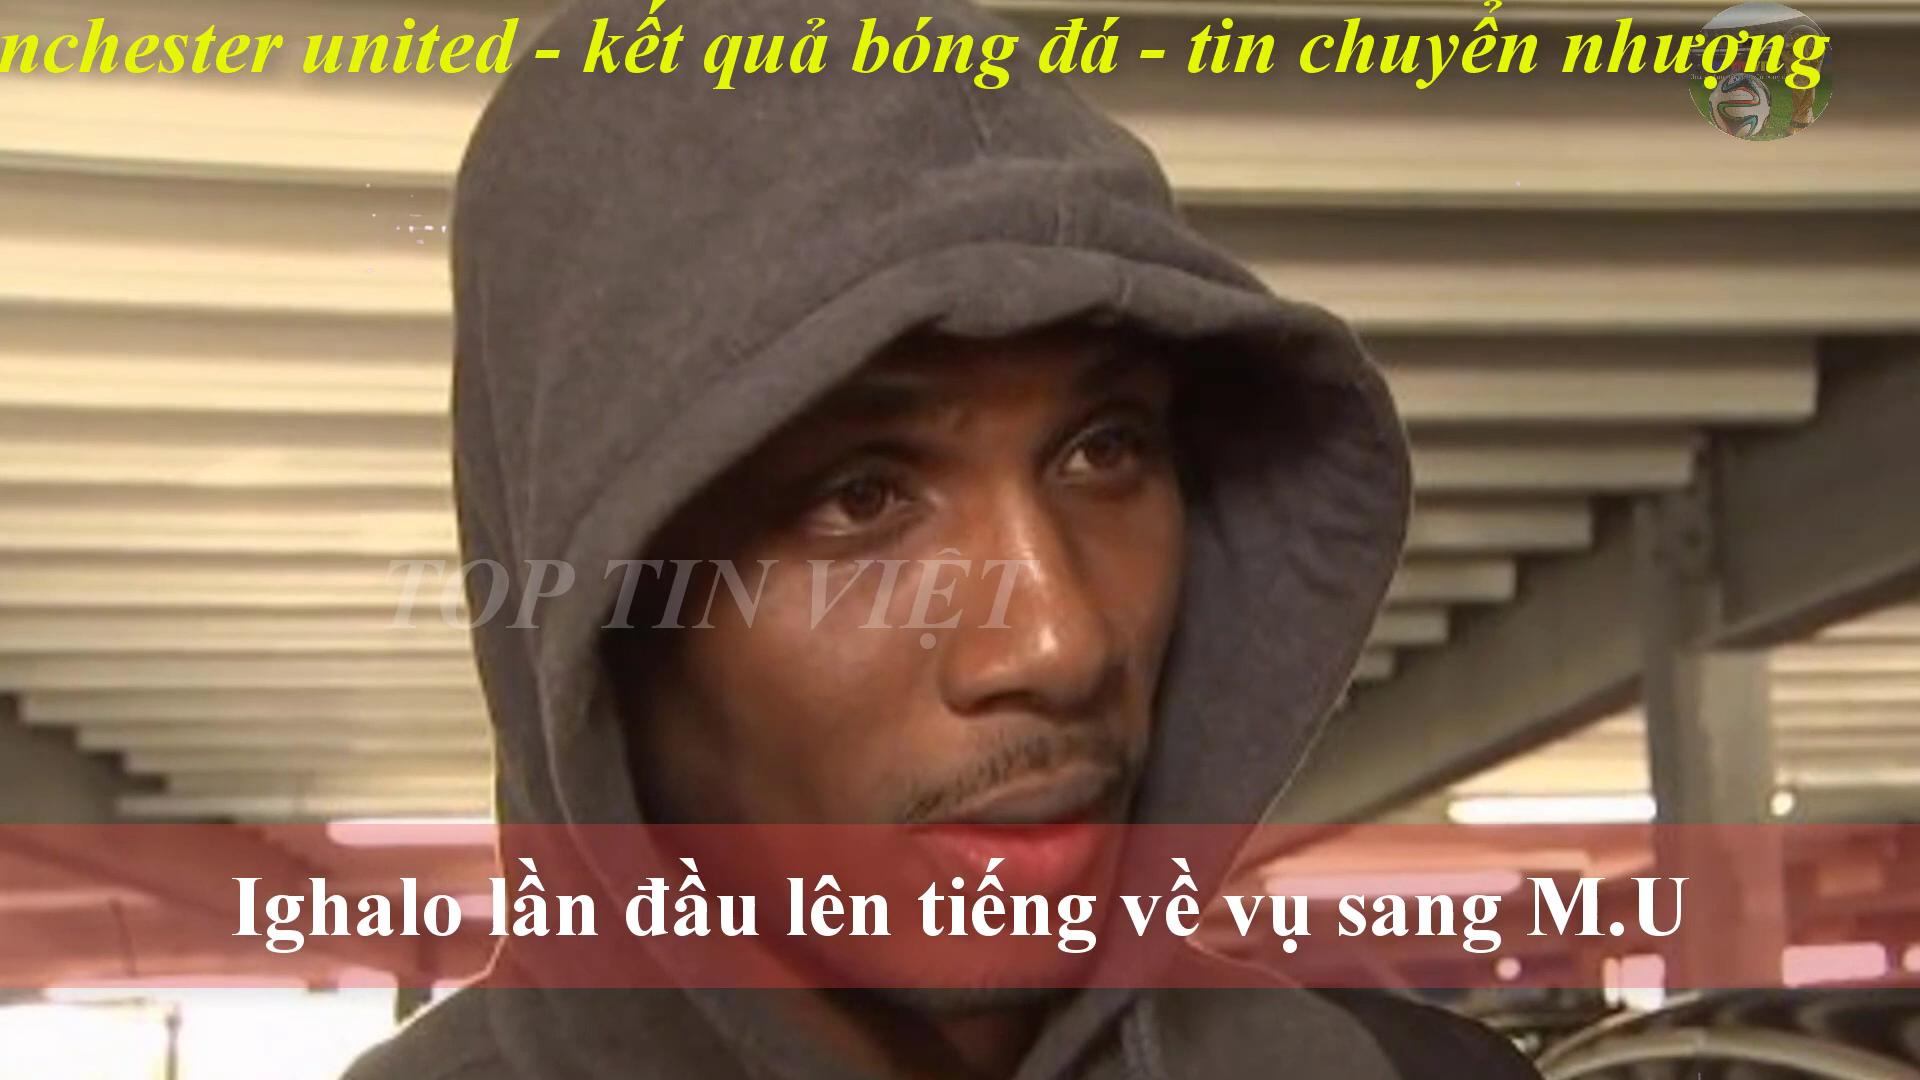 nchester united - kết quả bóng đá - tin chuyển nhượng
TOP TIN VIỆT
Ighalo lần đầu lên tiếng về vụ sang M.U